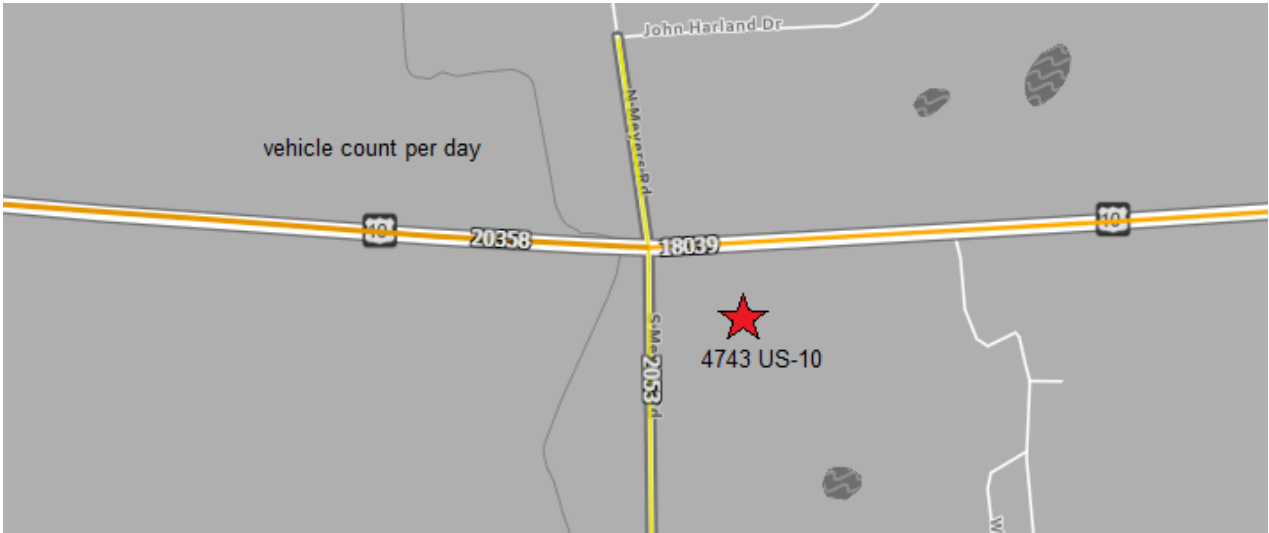 John Harland Dr
N Meyers Rd
vehicle count per day
10
20358
18039
10
4743 US-10
2053
W